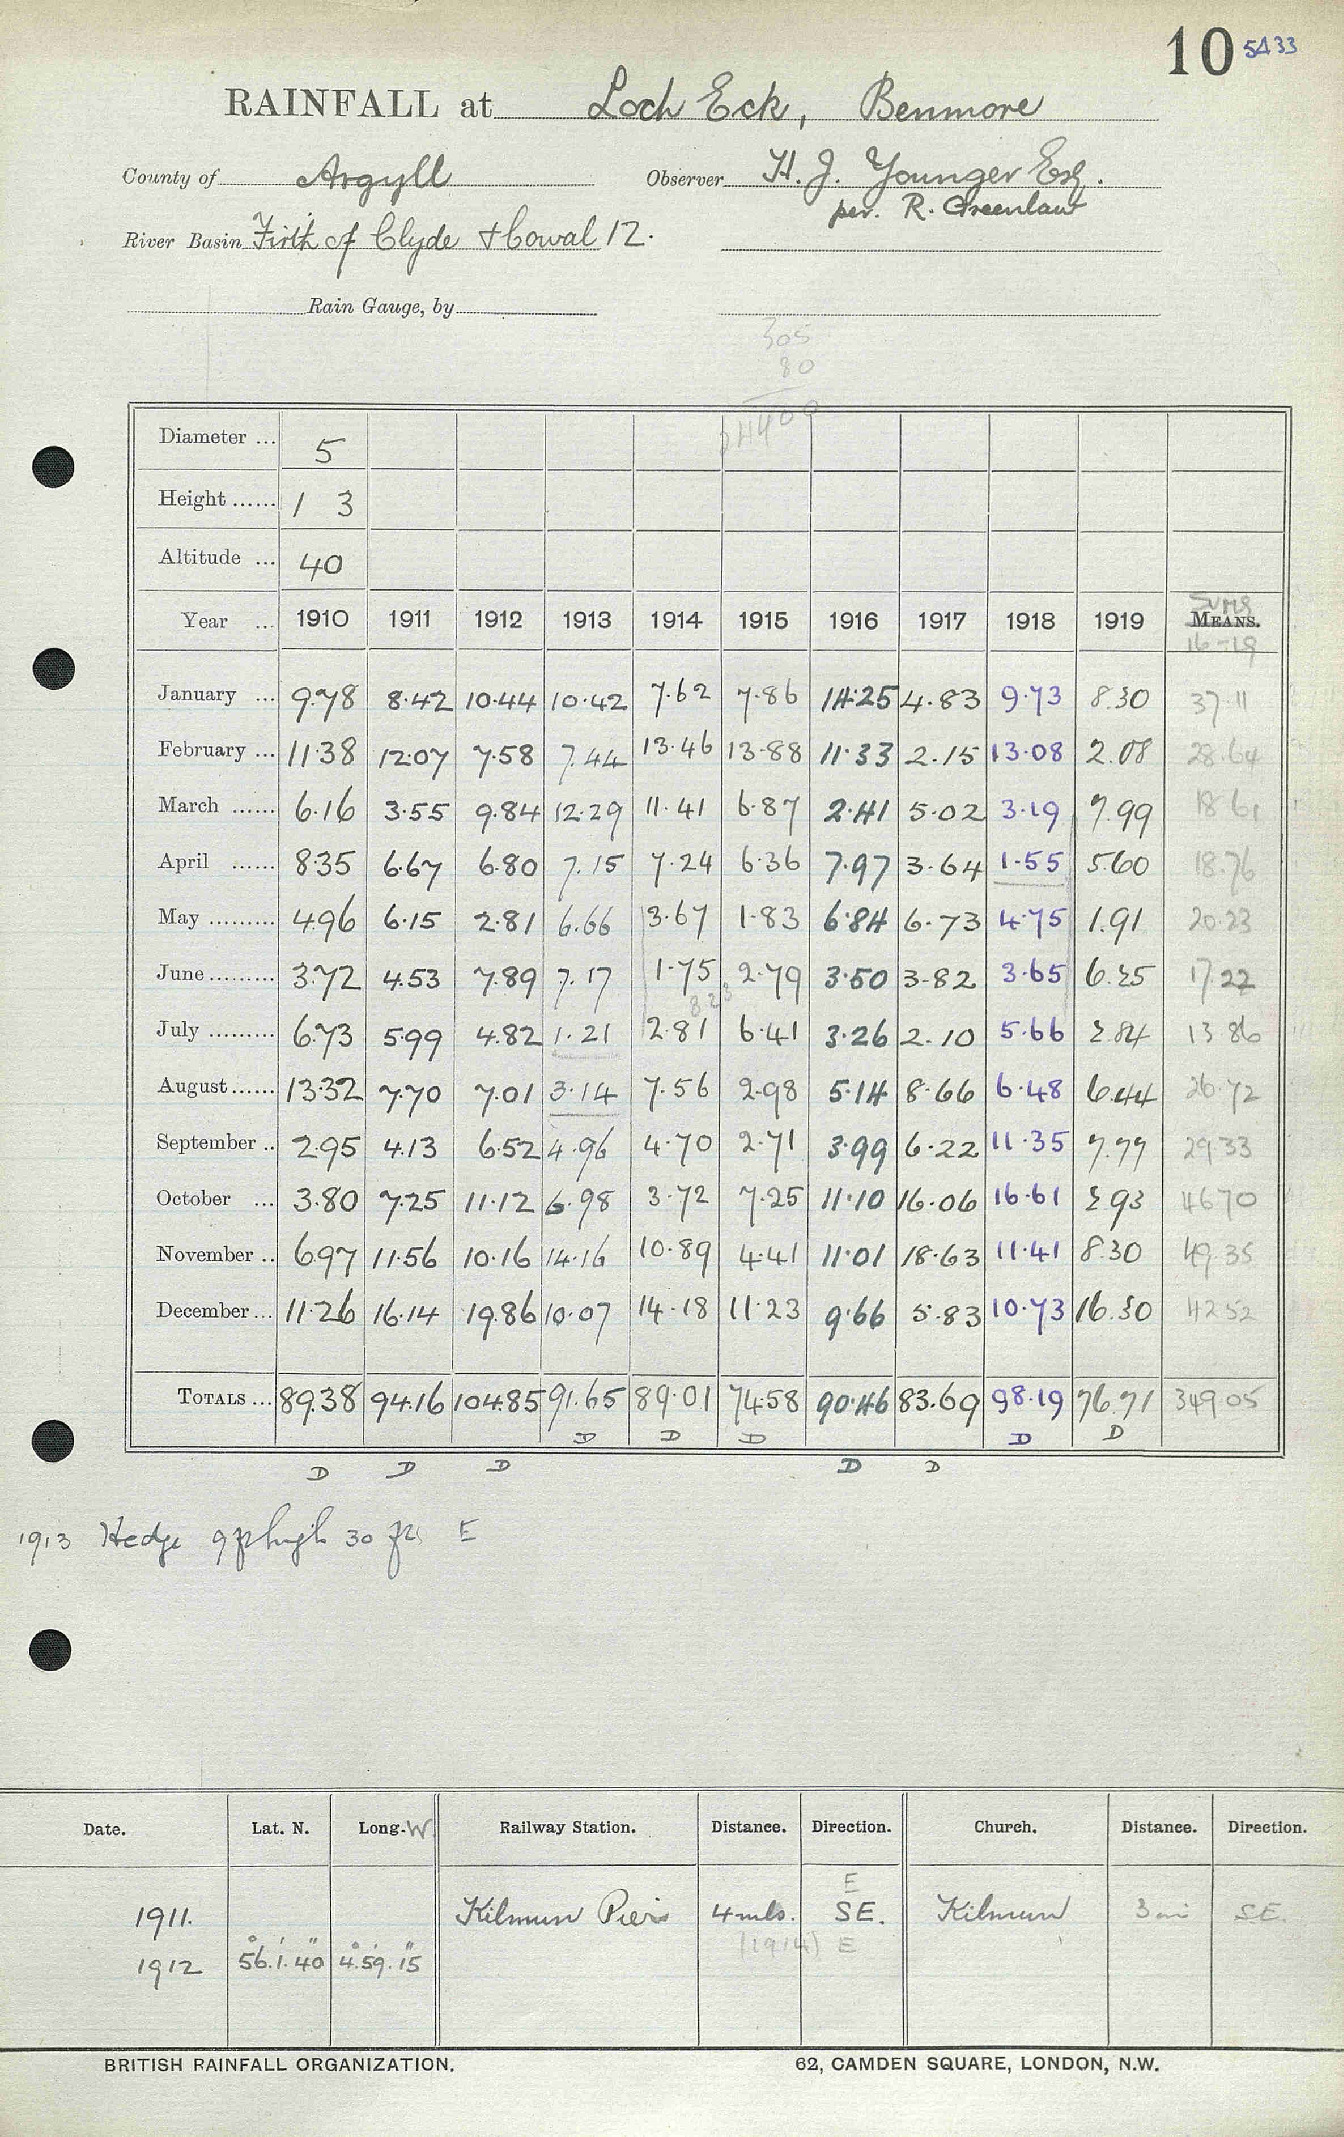 10 5433
RAINFALL at Loch Eck, Benmore
County of Argyll Observer H. J. Younger Esq.
per. R. Greenlaw
River Basin Firth of Clyde & Cowal 12.
Rain Gauge, by
305
80
24400
Diameter ... 5
Height ...... 1 3
Altitude ... 40
Year ... 1910 1911 1912 1913 1914 1915 1916 1917 1918 1919 Sums MEANS. 16-19
January ... 9.78 8.42 10.44 10.42 7.62 7.86 14.25 4.83 9.73 8.30 37.11
February ... 11.38 12.07 7.58 7.44 13.46 13.88 11.33 2.15 13.08 2.08 28.64
March ...... 6.16 3.55 9.84 12.29 11.41 6.87 2.41 5.02 3.19 7.99 18.61
April ...... 8.35 6.67 6.80 7.15 7.24 6.36 7.97 3.64 1.55 5.60 18.76
May ......... 4.96 6.15 2.81 6.66 3.67 1.83 6.84 6.73 4.75 1.91 20.23
June ......... 3.72 4.53 7.89 7.17 1.75 2.79 3.50 3.82 3.65 6.25 17.22
8.23
July ......... 6.73 5.99 4.82 1.21 2.81 6.41 3.26 2.10 5.66 2.84 13.86
August ...... 13.32 7.70 7.01 3.14 7.56 2.98 5.14 8.66 6.48 6.44 26.72
September .. 2.95 4.13 6.52 4.96 4.70 2.71 3.99 6.22 11.35 7.77 29.33
October ... 3.80 7.25 11.12 6.98 3.72 7.25 11.10 16.06 16.61 2.93 46.70
November .. 6.97 11.56 10.16 14.16 10.89 4.41 11.01 18.63 11.41 8.30 49.35
December ... 11.26 16.14 19.86 10.07 14.18 11.23 9.66 5.83 10.73 16.30 42.52
TOTALS ... 89.38 94.16 104.85 91.65 89.01 74.58 90.46 83.69 98.19 76.71 349.05
D D D D D
D D D D D
1913 Hedge 9 ft high 30 ft E
Date. Lat. N. Long. W Railway Station. Distance. Direction. Church. Distance. Direction.
E
1911. Kilmun Pier 4 mls. SE. Kilmun 3 mi SE.
(1914) E
1912 56° 1' 40" 4° 59' 15"
BRITISH RAINFALL ORGANIZATION. 62, CAMDEN SQUARE, LONDON, N.W.